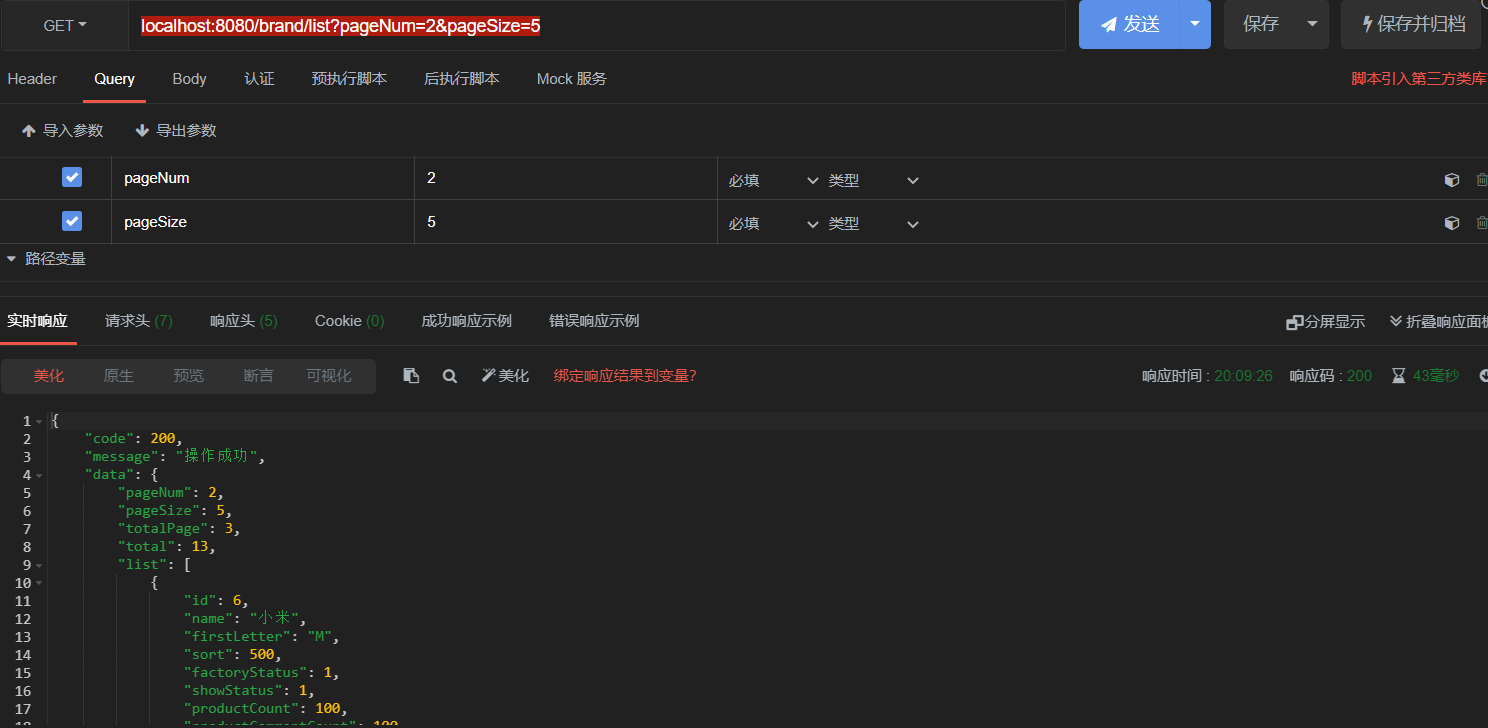 GET localhost:8080/brand/list?pageNum=2&pageSize=5 发送 保存 保存并归档
Header Query Body 认证 预执行脚本 后执行脚本 Mock 服务 脚本引入第三方类库
导入参数 导出参数
pageNum 2 必填 类型
pageSize 5 必填 类型
路径变量
实时响应 请求头 (7) 响应头 (5) Cookie (0) 成功响应示例 错误响应示例 分屏显示 折叠响应面板
美化 原生 预览 断言 可视化 美化 绑定响应结果到变量? 响应时间 : 20:09:26 响应码 : 200 43毫秒
1 {
2 "code": 200,
3 "message": "操作成功",
4 "data": {
5 "pageNum": 2,
6 "pageSize": 5,
7 "totalPage": 3,
8 "total": 13,
9 "list": [
10 {
11 "id": 6,
12 "name": "小米",
13 "firstLetter": "M",
14 "sort": 500,
15 "factoryStatus": 1,
16 "showStatus": 1,
17 "productCount": 100,
18 "productCommentCount": 100